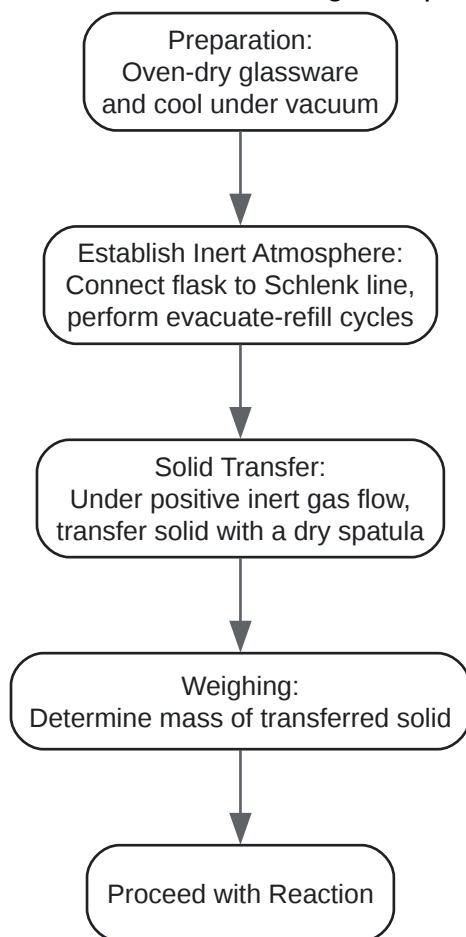 Preparation:
Oven-dry glassware
and cool under vacuum
Establish Inert Atmosphere:
Connect flask to Schlenk line,
perform evacuate-refill cycles
Solid Transfer:
Under positive inert gas flow,
transfer solid with a dry spatula
Weighing:
Determine mass of transferred solid
Proceed with Reaction